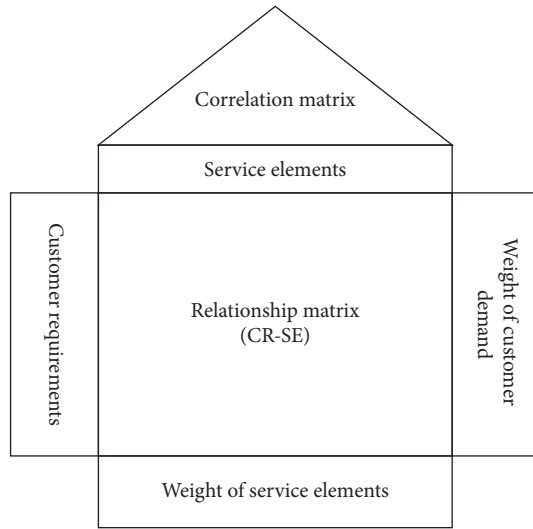 Correlation matrix
Service elements
Customer requirements
Relationship matrix
(CR-SE)
Weight of customer
demand
Weight of service elements